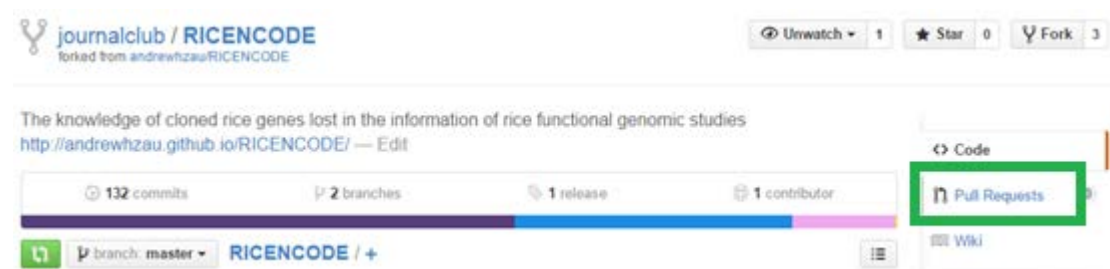 journalclub / RICENCODE
forked from andrewhzau/RICENCODE
Unwatch 1 Star 0 Fork 3
The knowledge of cloned rice genes lost in the information of rice functional genomic studies
http://andrewhzau.github.io/RICENCODE/ — Edit
132 commits 2 branches 1 release 1 contributor
branch: master RICENCODE / +
<> Code
Pull Requests
Wiki